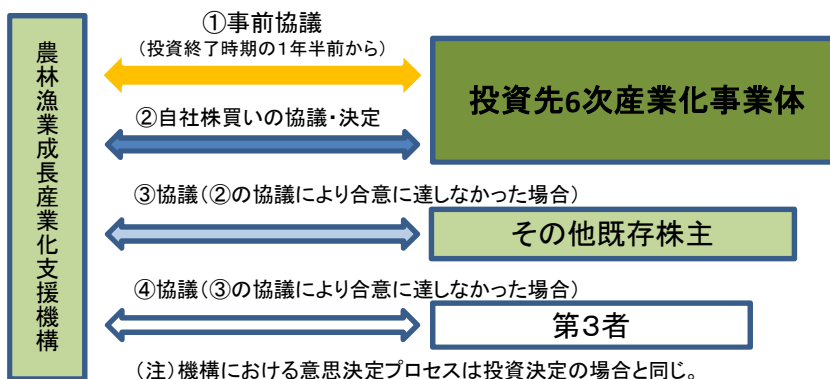 農林漁業成長産業化支援機構
①事前協議
(投資終了時期の1年半前から)
投資先6次産業化事業体
②自社株買いの協議・決定
③協議(②の協議により合意に達しなかった場合)
その他既存株主
④協議(③の協議により合意に達しなかった場合)
第3者
(注)機構における意思決定プロセスは投資決定の場合と同じ。